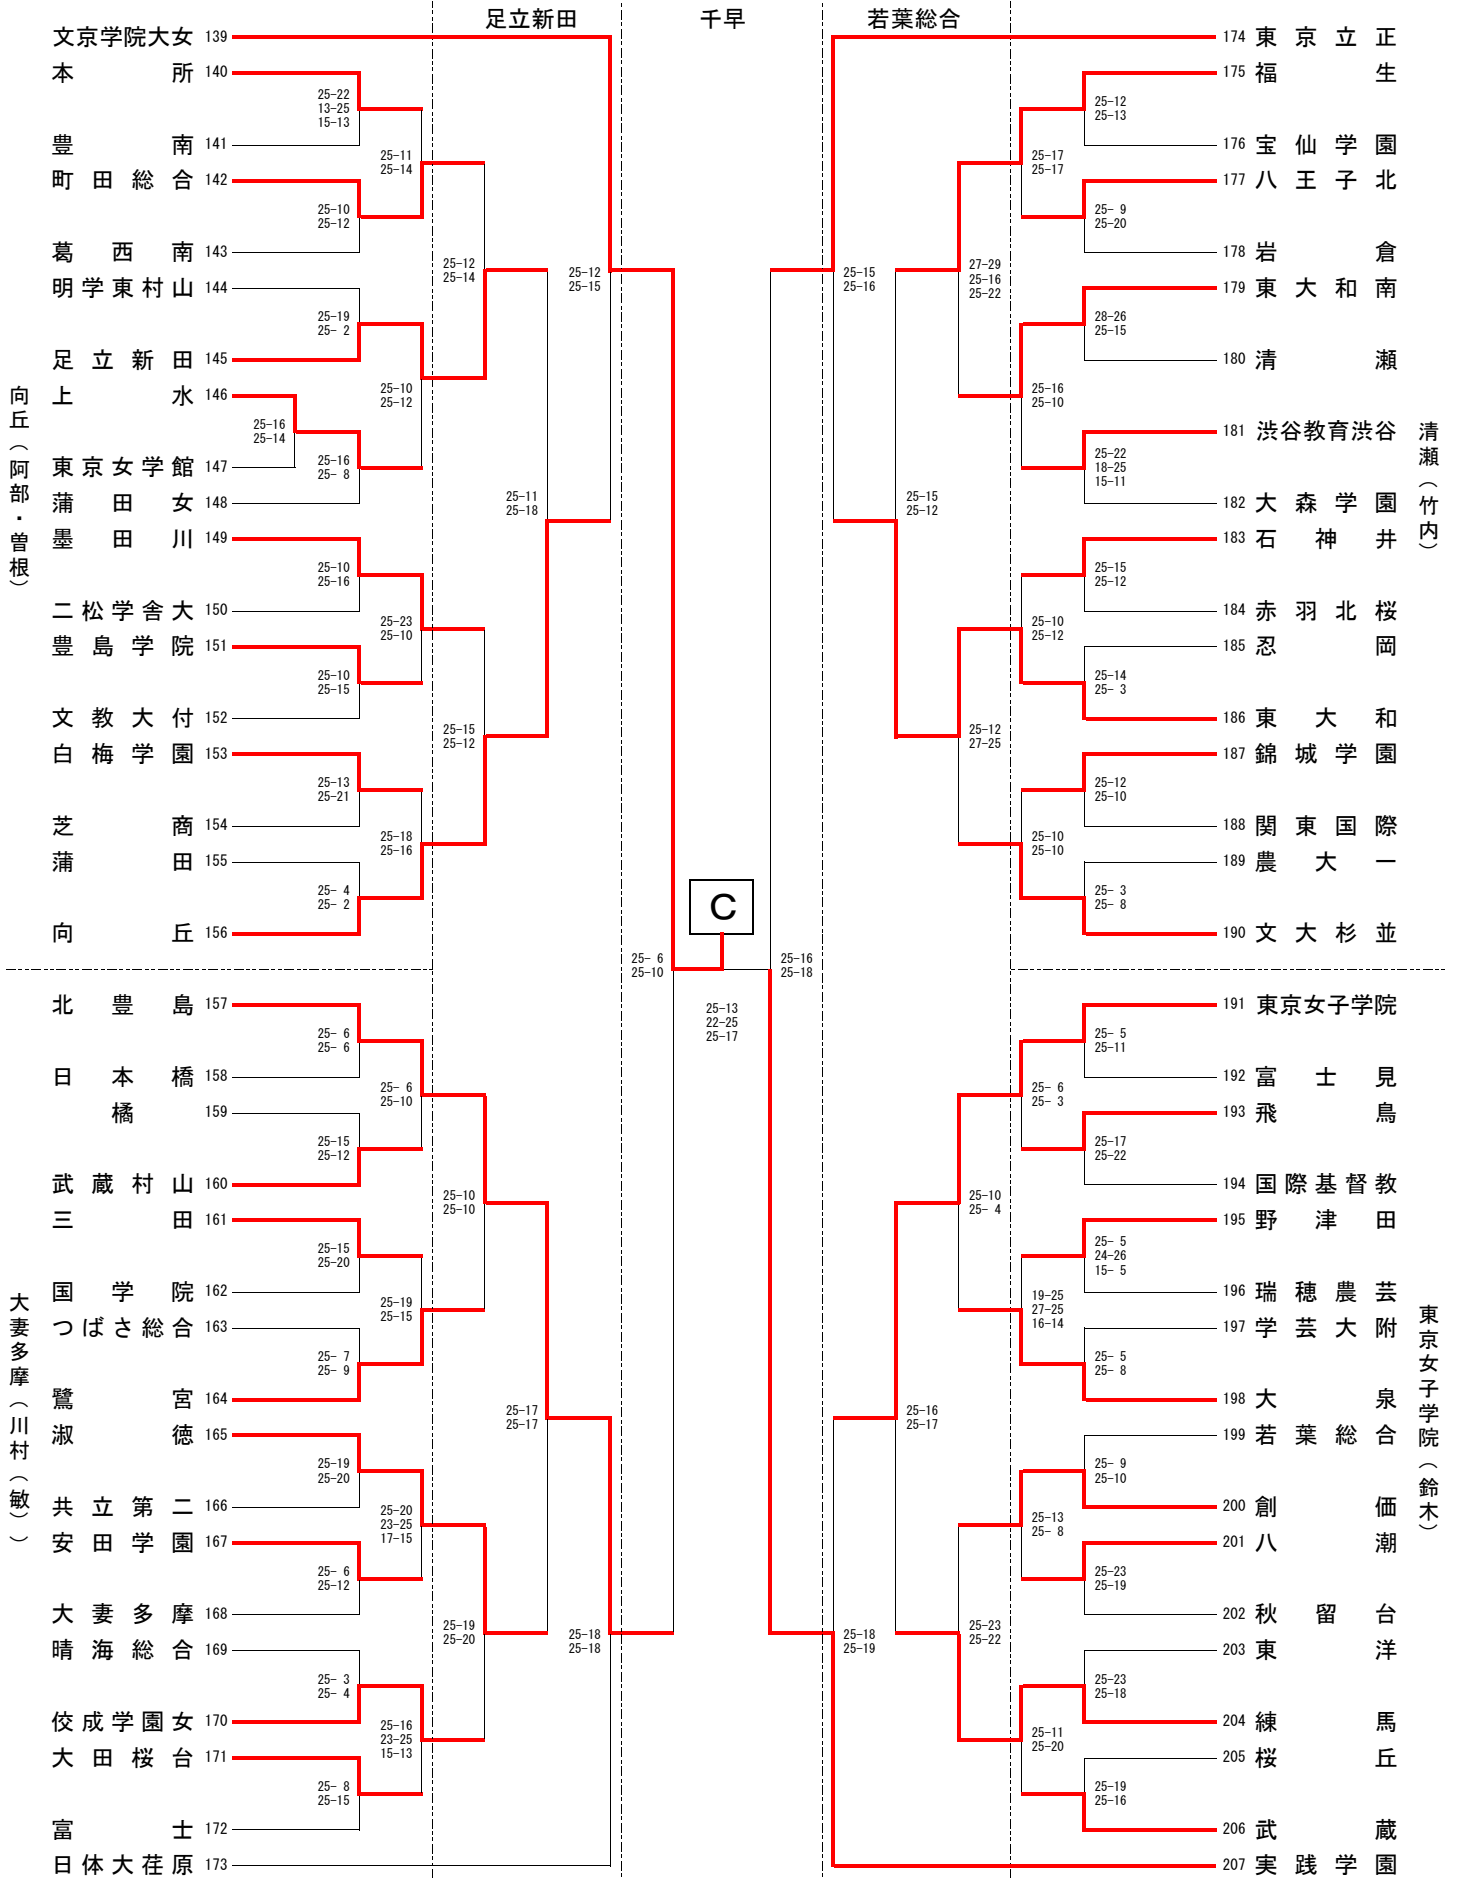 足立新田 千早 若葉総合
文京学院大女 139
本所 140
25-22
13-25
15-13
豊南 141
25-11
25-14
町田総合 142
25-10
25-12
葛西南 143
25-12
25-14
明学東村山 144
25-19
25- 2
足立新田 145
25-10
25-12
上水 146
25-16
25-14
東京女学館 147
25-16
25- 8
蒲田女 148
25-11
25-18
墨田川 149
25-10
25-16
二松学舎大 150
25-23
25-10
豊島学院 151
25-10
25-15
文教大付 152
25-15
25-12
白梅学園 153
25-13
25-21
芝商 154
25-18
25-16
蒲田 155
25- 4
25- 2
向丘 156
25-12
25-15
向丘（阿部・曽根）
北豊島 157
25- 6
25- 6
日本橋 158
25- 6
25-10
橘 159
25-15
25-12
武蔵村山 160
25-10
25-10
三田 161
25-15
25-20
国学院 162
25-19
25-15
つばさ総合 163
25- 7
25- 9
鷺宮 164
25-17
25-17
淑徳 165
25-19
25-20
共立第二 166
25-20
23-25
17-15
安田学園 167
25- 6
25-12
大妻多摩 168
25-19
25-20
晴海総合 169
25- 3
25- 4
佼成学園女 170
25-16
23-25
15-13
大田桜台 171
25- 8
25-15
富士 172
日体大荏原 173
25-18
25-18
大妻多摩（川村（敏））
C
25- 6
25-10
25-13
22-25
25-17
25-16
25-18
174 東京立正
175 福生
25-12
25-13
176 宝仙学園
25-17
25-17
177 八王子北
25- 9
25-20
178 岩倉
27-29
25-16
25-22
179 東大和南
28-26
25-15
180 清瀬
25-16
25-10
181 渋谷教育渋谷
25-22
18-25
15-11
182 大森学園
25-15
25-12
183 石神井
25-15
25-12
184 赤羽北桜
25-10
25-12
185 忍岡
25-14
25- 3
186 東大和
25-12
27-25
187 錦城学園
25-12
25-10
188 関東国際
25-10
25-10
189 農大一
25- 3
25- 8
190 文大杉並
25-15
25-16
清瀬（竹内）
191 東京女子学院
25- 5
25-11
192 富士見
25- 6
25- 3
193 飛鳥
25-17
25-22
194 国際基督教
25-10
25- 4
195 野津田
25- 5
24-26
15- 5
196 瑞穂農芸
19-25
27-25
16-14
197 学芸大附
25- 5
25- 8
198 大泉
25-16
25-17
199 若葉総合
25- 9
25-10
200 創価
25-13
25- 8
201 八潮
25-23
25-19
202 秋留台
25-23
25-22
203 東洋
25-23
25-18
204 練馬
25-11
25-20
205 桜丘
25-19
25-16
206 武蔵
207 実践学園
25-18
25-19
東京女子学院（鈴木）